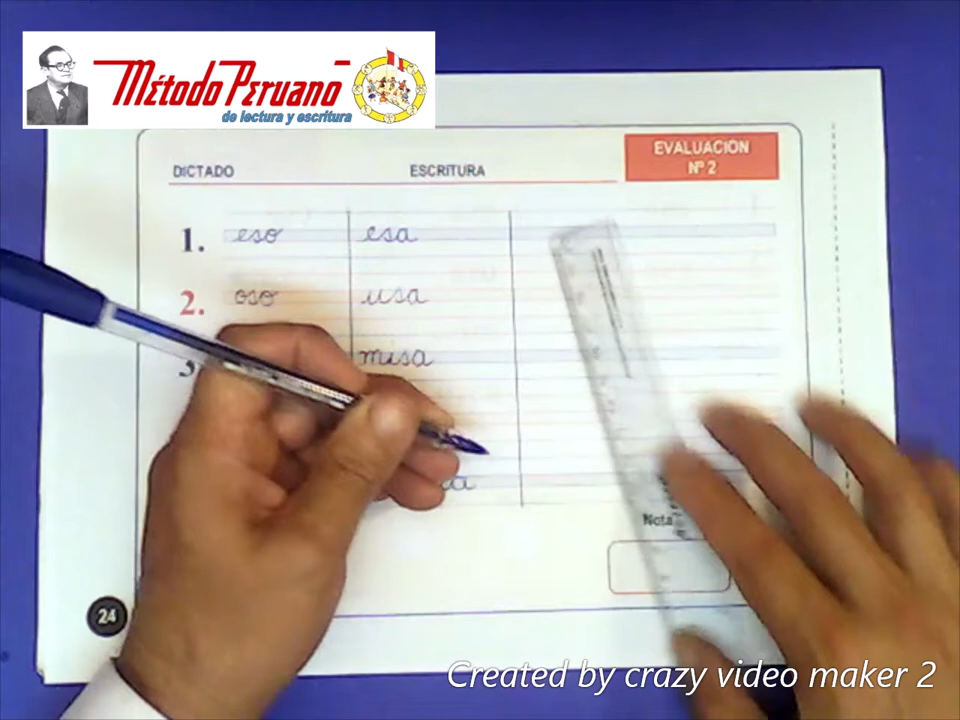 Método Peruano
de lectura y escritura
EVALUACIÓN
Nº 2
DICTADO ESCRITURA
1. eso esa
2. oso usa
3. misa
Nota
24
Created by crazy video maker 2